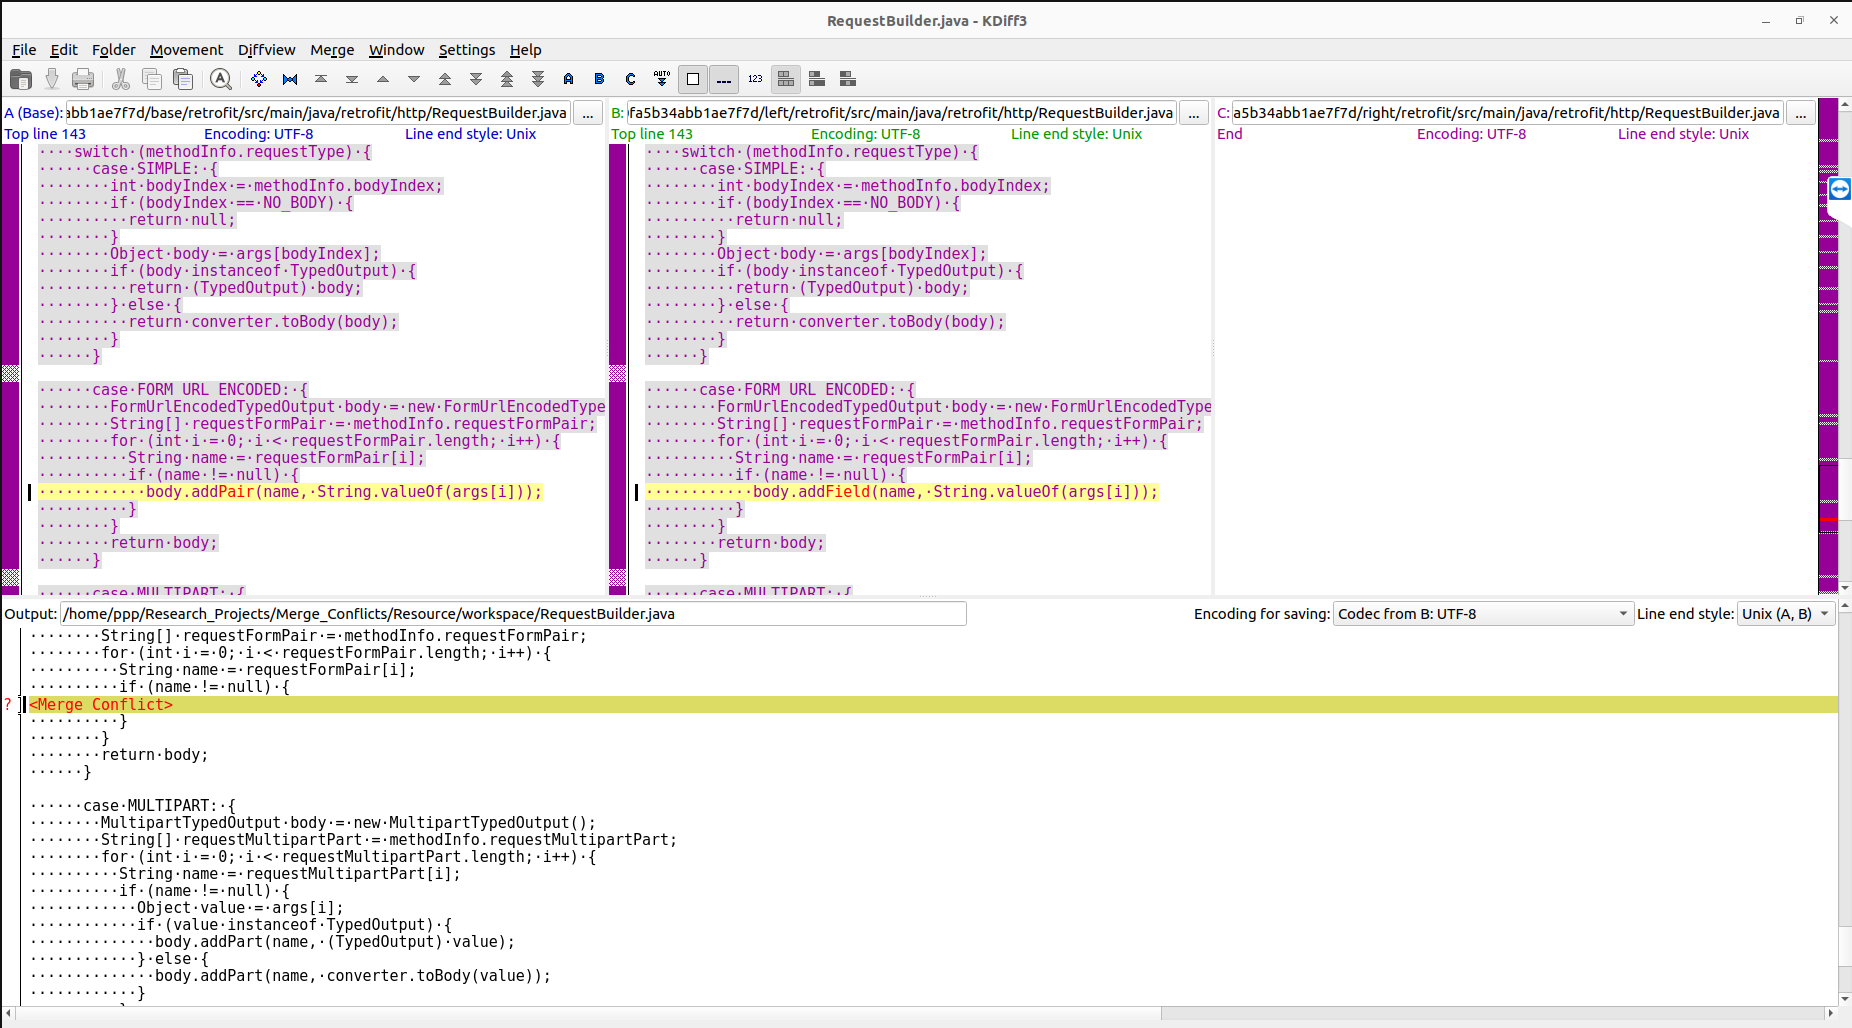 RequestBuilder.java - KDiff3
File Edit Folder Movement Diffview Merge Window Settings Help
A B C AUTO 123
A (Base): abb1ae7f7d/base/retrofit/src/main/java/retrofit/http/RequestBuilder.java ...
Top line 143 Encoding: UTF-8 Line end style: Unix
····switch·(methodInfo.requestType)·{
······case·SIMPLE:·{
········int·bodyIndex·=·methodInfo.bodyIndex;
········if·(bodyIndex·==·NO_BODY)·{
··········return·null;
········}
········Object·body·=·args[bodyIndex];
········if·(body·instanceof·TypedOutput)·{
··········return·(TypedOutput)·body;
········}·else·{
··········return·converter.toBody(body);
········}
······}
······case·FORM_URL_ENCODED:·{
········FormUrlEncodedTypedOutput·body·=·new·FormUrlEncodedType
········String[]·requestFormPair·=·methodInfo.requestFormPair;
········for·(int·i·=·0;·i·<·requestFormPair.length;·i++)·{
··········String·name·=·requestFormPair[i];
··········if·(name·!=·null)·{
············body.addPair(name,·String.valueOf(args[i]));
··········}
········}
········return·body;
······}
······case·MULTIPART:·{
B: fa5b34abb1ae7f7d/left/retrofit/src/main/java/retrofit/http/RequestBuilder.java ...
Top line 143 Encoding: UTF-8 Line end style: Unix
····switch·(methodInfo.requestType)·{
······case·SIMPLE:·{
········int·bodyIndex·=·methodInfo.bodyIndex;
········if·(bodyIndex·==·NO_BODY)·{
··········return·null;
········}
········Object·body·=·args[bodyIndex];
········if·(body·instanceof·TypedOutput)·{
··········return·(TypedOutput)·body;
········}·else·{
··········return·converter.toBody(body);
········}
······}
······case·FORM_URL_ENCODED:·{
········FormUrlEncodedTypedOutput·body·=·new·FormUrlEncodedType
········String[]·requestFormPair·=·methodInfo.requestFormPair;
········for·(int·i·=·0;·i·<·requestFormPair.length;·i++)·{
··········String·name·=·requestFormPair[i];
··········if·(name·!=·null)·{
············body.addField(name,·String.valueOf(args[i]));
··········}
········}
········return·body;
······}
······case·MULTIPART:·{
C: a5b34abb1ae7f7d/right/retrofit/src/main/java/retrofit/http/RequestBuilder.java ...
End Encoding: UTF-8 Line end style: Unix
Output: /home/ppp/Research_Projects/Merge_Conflicts/Resource/workspace/RequestBuilder.java Encoding for saving: Codec from B: UTF-8 Line end style: Unix (A, B)
········String[]·requestFormPair·=·methodInfo.requestFormPair;
········for·(int·i·=·0;·i·<·requestFormPair.length;·i++)·{
··········String·name·=·requestFormPair[i];
··········if·(name·!=·null)·{
? <Merge Conflict>
··········}
········}
········return·body;
······}
······case·MULTIPART:·{
········MultipartTypedOutput·body·=·new·MultipartTypedOutput();
········String[]·requestMultipartPart·=·methodInfo.requestMultipartPart;
········for·(int·i·=·0;·i·<·requestMultipartPart.length;·i++)·{
··········String·name·=·requestMultipartPart[i];
··········if·(name·!=·null)·{
············Object·value·=·args[i];
············if·(value·instanceof·TypedOutput)·{
··············body.addPart(name,·(TypedOutput)·value);
············}·else·{
··············body.addPart(name,·converter.toBody(value));
············}